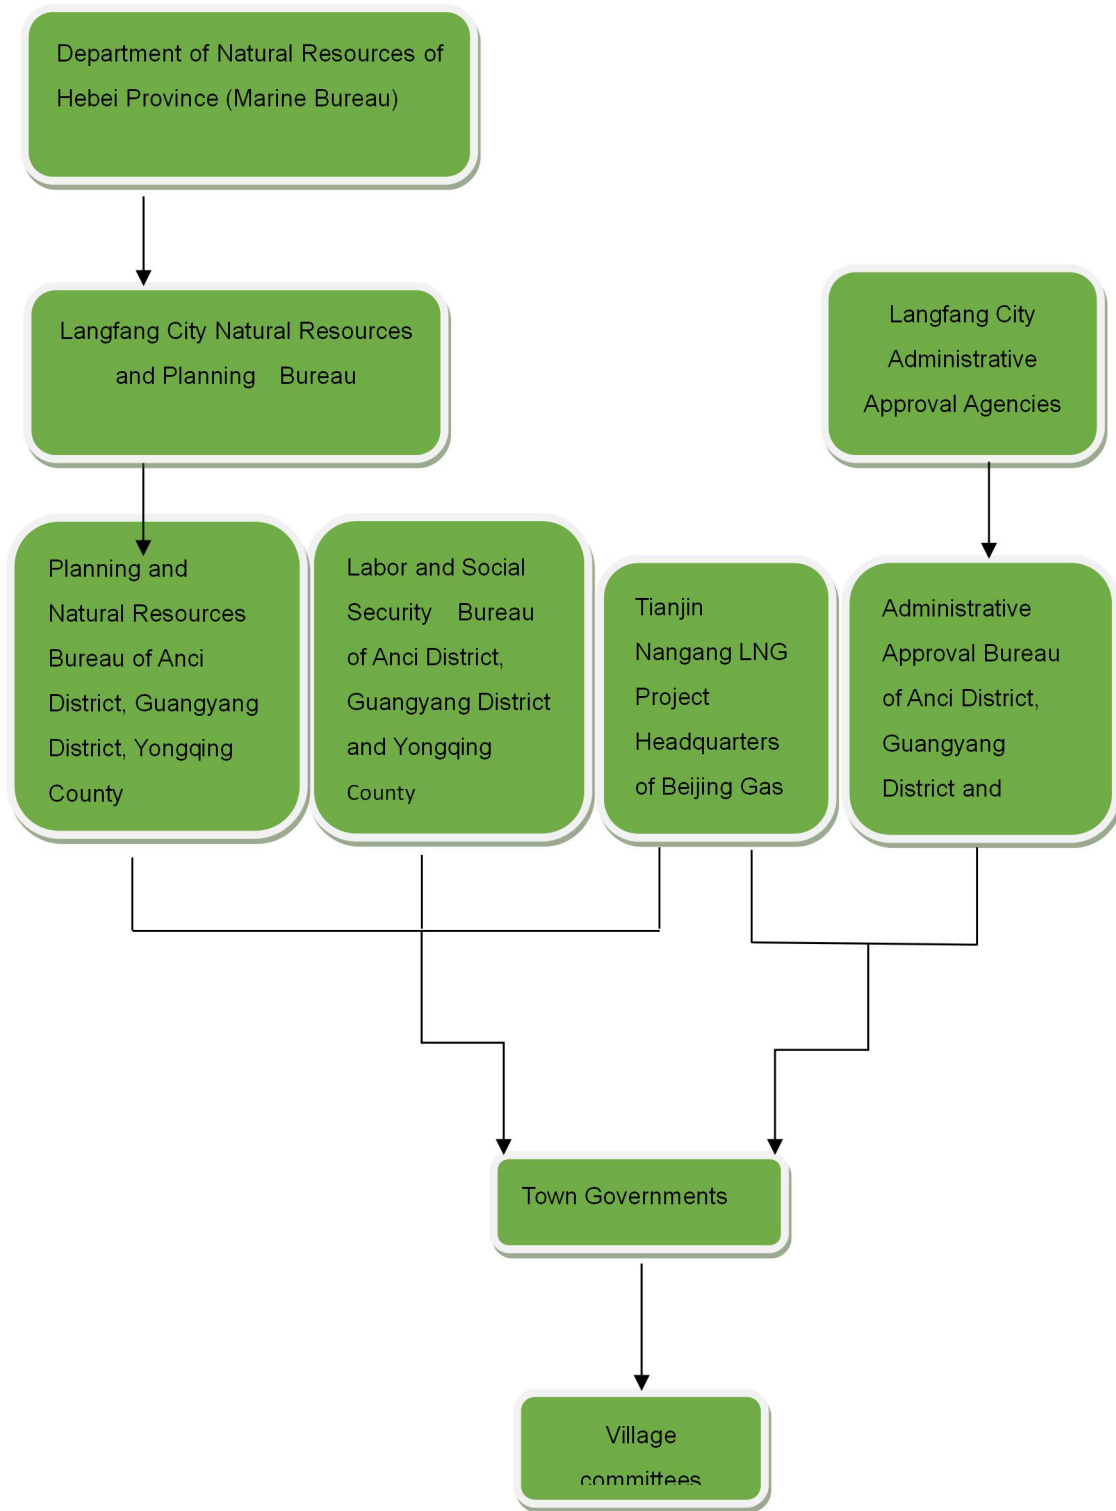 Department of Natural Resources of
Hebei Province (Marine Bureau)
Langfang City Natural Resources
and Planning Bureau
Langfang City
Administrative
Approval Agencies
Planning and
Natural Resources
Bureau of Anci
District, Guangyang
District, Yongqing
County
Labor and Social
Security Bureau
of Anci District,
Guangyang District
and Yongqing
County
Tianjin
Nangang LNG
Project
Headquarters
of Beijing Gas
Administrative
Approval Bureau
of Anci District,
Guangyang
District and
Town Governments
Village
committees